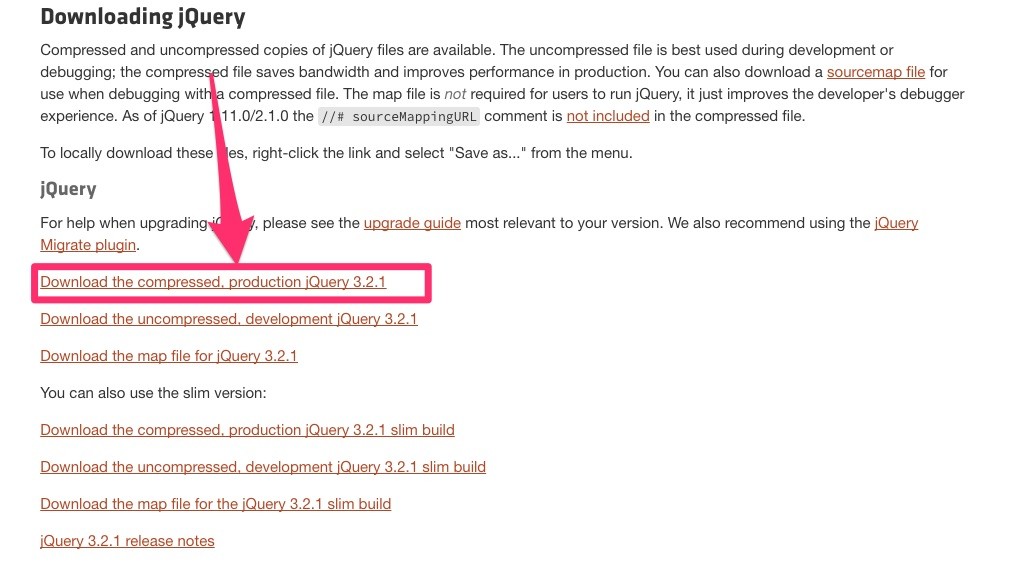 Downloading jQuery
Compressed and uncompressed copies of jQuery files are available. The uncompressed file is best used during development or
debugging; the compressed file saves bandwidth and improves performance in production. You can also download a sourcemap file for
use when debugging with a compressed file. The map file is not required for users to run jQuery, it just improves the developer's debugger
experience. As of jQuery 1.11.0/2.1.0 the //# sourceMappingURL comment is not included in the compressed file.
To locally download these files, right-click the link and select "Save as..." from the menu.
jQuery
For help when upgrading jQuery, please see the upgrade guide most relevant to your version. We also recommend using the jQuery
Migrate plugin.
Download the compressed, production jQuery 3.2.1
Download the uncompressed, development jQuery 3.2.1
Download the map file for jQuery 3.2.1
You can also use the slim version:
Download the compressed, production jQuery 3.2.1 slim build
Download the uncompressed, development jQuery 3.2.1 slim build
Download the map file for the jQuery 3.2.1 slim build
jQuery 3.2.1 release notes